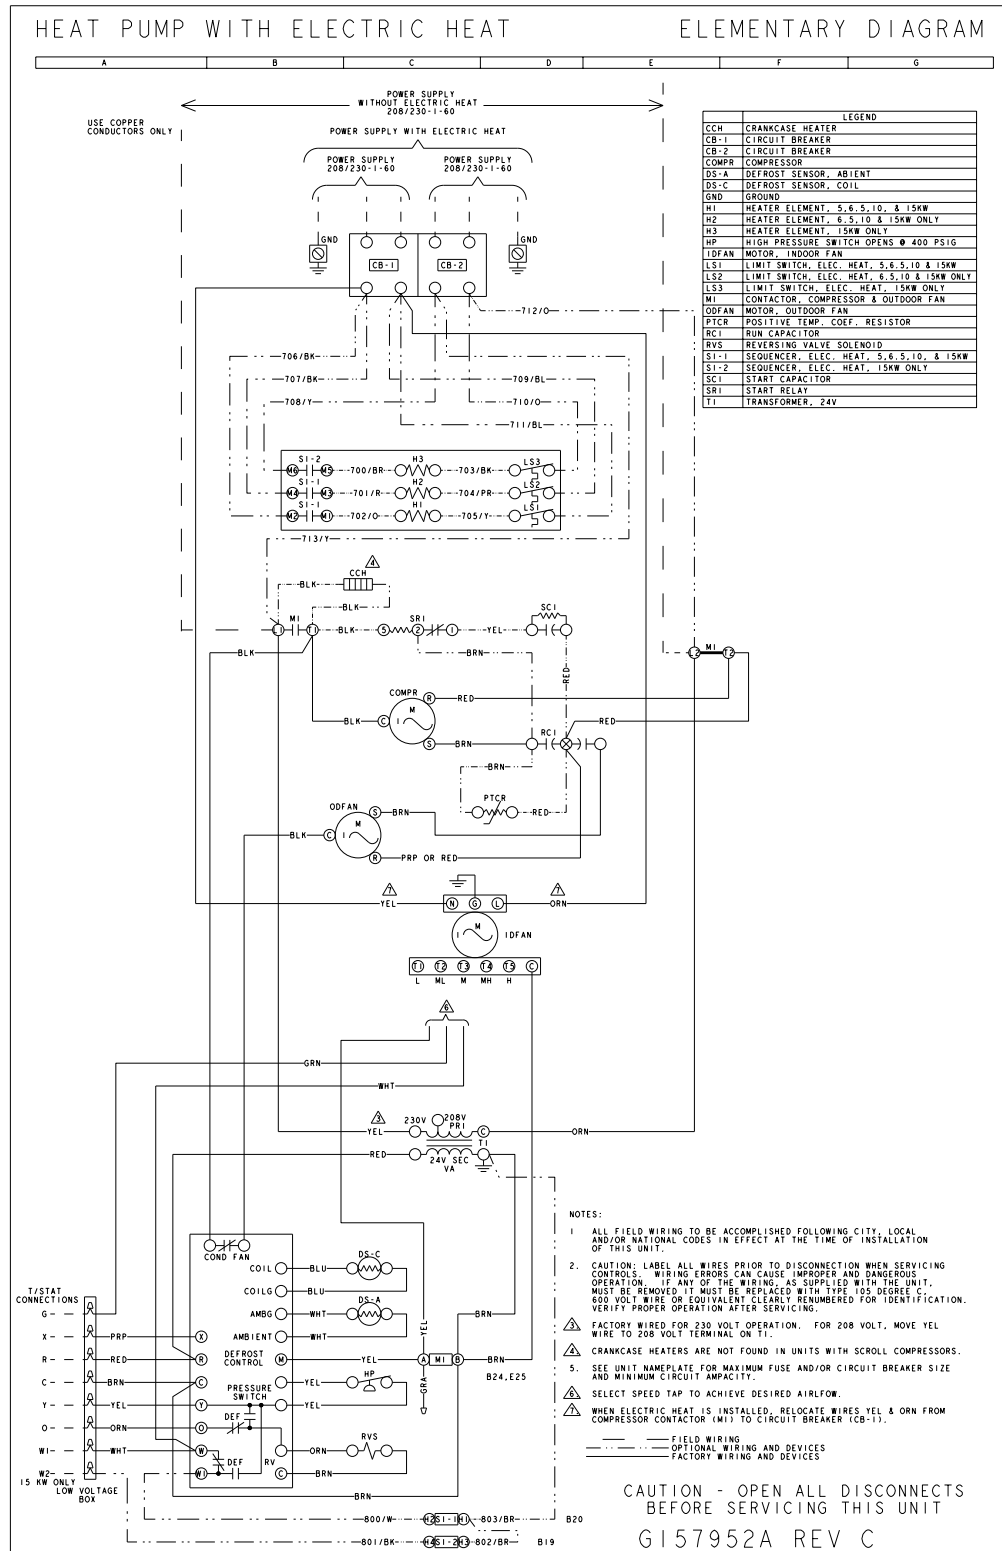 HEAT PUMP WITH ELECTRIC HEAT
ELEMENTARY DIAGRAM
A B C D E F G
POWER SUPPLY
WITHOUT ELECTRIC HEAT
208/230-1-60
USE COPPER
CONDUCTORS ONLY
POWER SUPPLY WITH ELECTRIC HEAT
POWER SUPPLY
208/230-1-60
POWER SUPPLY
208/230-1-60
GND
GND
CB-1
CB-2
LEGEND
CCH CRANKCASE HEATER
CB-1 CIRCUIT BREAKER
CB-2 CIRCUIT BREAKER
COMPR COMPRESSOR
DS-A DEFROST SENSOR, ABIENT
DS-C DEFROST SENSOR, COIL
GND GROUND
H1 HEATER ELEMENT, 5,6.5,10, & 15KW
H2 HEATER ELEMENT, 6.5,10 & 15KW ONLY
H3 HEATER ELEMENT, 15KW ONLY
HP HIGH PRESSURE SWITCH OPENS @ 400 PSIG
IDFAN MOTOR, INDOOR FAN
LS1 LIMIT SWITCH, ELEC. HEAT, 5,6.5,10 & 15KW
LS2 LIMIT SWITCH, ELEC. HEAT, 6.5,10 & 15KW ONLY
LS3 LIMIT SWITCH, ELEC. HEAT, 15KW ONLY
M1 CONTACTOR, COMPRESSOR & OUTDOOR FAN
ODFAN MOTOR, OUTDOOR FAN
PTCR POSITIVE TEMP. COEF. RESISTOR
RC1 RUN CAPACITOR
RVS REVERSING VALVE SOLENOID
S1-1 SEQUENCER, ELEC. HEAT, 5,6.5,10, & 15KW
S1-2 SEQUENCER, ELEC. HEAT, 15KW ONLY
SC1 START CAPACITOR
SR1 START RELAY
T1 TRANSFORMER, 24V
712/O
706/BK
707/BK
709/BL
708/Y
710/O
711/BL
S1-2 H3 LS3
M6 M5 700/BR 703/BK
S1-1 H2 LS2
M4 M3 701/R 704/PR
S1-1 H1 LS1
M2 M1 702/O 705/Y
713/Y
4
CCH
BLK
BLK
M1 SR1 SC1
L1 T1 BLK 5 2 1 YEL
BLK
BRN
RED
M1
L2 T2
COMPR
R RED
M
1
BLK C
RED
S BRN
RC1
BRN
PTCR
RED
ODFAN
S BRN
M
1
BLK C
R PRP OR RED
7
YEL
N G L
7
ORN
M
1
IDFAN
T1 T2 T3 T4 T5 C
L ML M MH H
6
GRN
WHT
3
YEL
230V
208V
PRI
C
ORN
T1
RED
24V SEC
VA
COND FAN
COIL BLU DS-C
COILG BLU
AMBG WHT DS-A
AMBIENT WHT
BRN
YEL
DEFROST
CONTROL
M YEL A M1 B BRN
B24,E25
GRA
PRESSURE
SWITCH
YEL HP
YEL
DEF
ORN RVS
DEF
RV
C BRN
BRN
T/STAT
CONNECTIONS
G
X PRP X
R RED R
C BRN C
Y YEL Y
O ORN O
W1 WHT W
W2 W1
15 KW ONLY
LOW VOLTAGE
BOX
800/W H2 S1-1 H1 803/BR B20
801/BK H4 S1-2 H3 802/BR B19
NOTES:
1 ALL FIELD WIRING TO BE ACCOMPLISHED FOLLOWING CITY, LOCAL
AND/OR NATIONAL CODES IN EFFECT AT THE TIME OF INSTALLATION
OF THIS UNIT.
2. CAUTION: LABEL ALL WIRES PRIOR TO DISCONNECTION WHEN SERVICING
CONTROLS. WIRING ERRORS CAN CAUSE IMPROPER AND DANGEROUS
OPERATION. IF ANY OF THE WIRING, AS SUPPLIED WITH THE UNIT,
MUST BE REMOVED IT MUST BE REPLACED WITH TYPE 105 DEGREE C,
600 VOLT WIRE OR EQUIVALENT CLEARLY RENUMBERED FOR IDENTIFICATION.
VERIFY PROPER OPERATION AFTER SERVICING.
3 FACTORY WIRED FOR 230 VOLT OPERATION. FOR 208 VOLT, MOVE YEL
WIRE TO 208 VOLT TERMINAL ON T1.
4 CRANKCASE HEATERS ARE NOT FOUND IN UNITS WITH SCROLL COMPRESSORS.
5. SEE UNIT NAMEPLATE FOR MAXIMUM FUSE AND/OR CIRCUIT BREAKER SIZE
AND MINIMUM CIRCUIT AMPACITY.
6 SELECT SPEED TAP TO ACHIEVE DESIRED AIRLFOW.
7 WHEN ELECTRIC HEAT IS INSTALLED, RELOCATE WIRES YEL & ORN FROM
COMPRESSOR CONTACTOR (M1) TO CIRCUIT BREAKER (CB-1).
FIELD WIRING
OPTIONAL WIRING AND DEVICES
FACTORY WIRING AND DEVICES
CAUTION - OPEN ALL DISCONNECTS
BEFORE SERVICING THIS UNIT
G157952A REV C